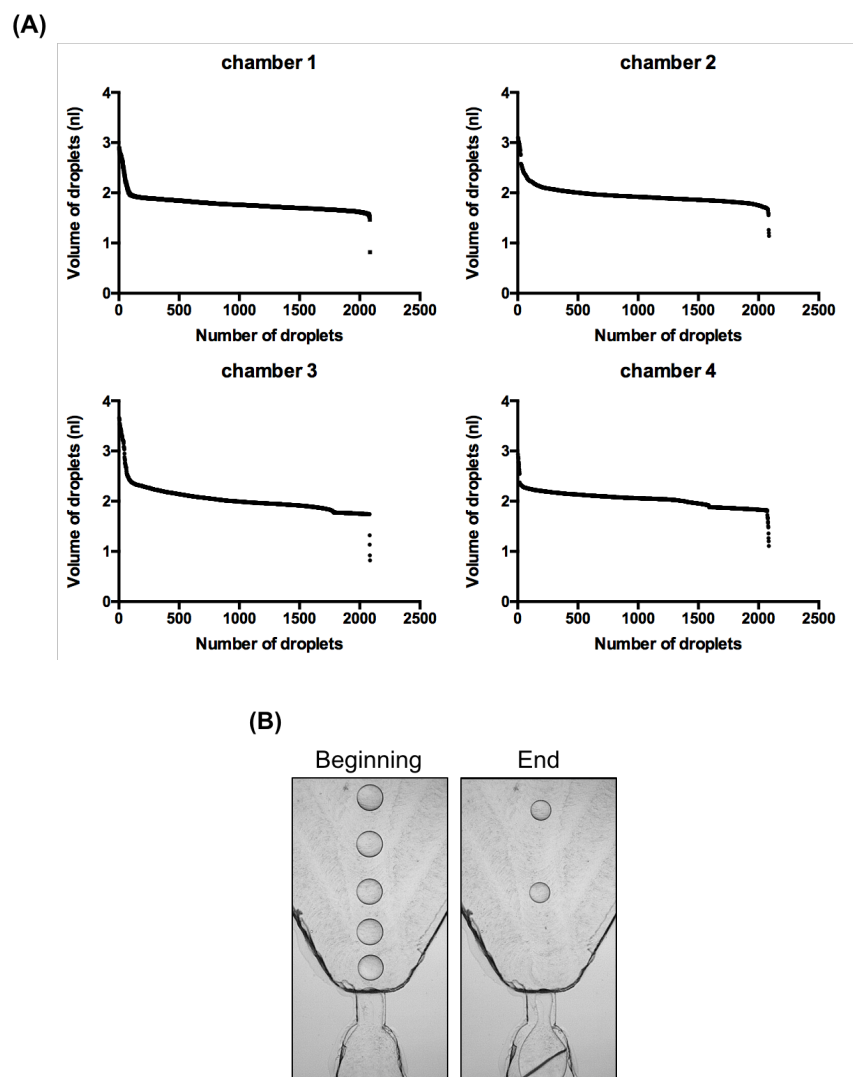 (A)
chamber 1
chamber 2
Volume of droplets (nl)
4
3
2
1
0
0 500 1000 1500 2000 2500
Number of droplets
Volume of droplets (nl)
4
3
2
1
0
0 500 1000 1500 2000 2500
Number of droplets
chamber 3
chamber 4
Volume of droplets (nl)
4
3
2
1
0
0 500 1000 1500 2000 2500
Number of droplets
Volume of droplets (nl)
4
3
2
1
0
0 500 1000 1500 2000 2500
Number of droplets
(B)
Beginning
End